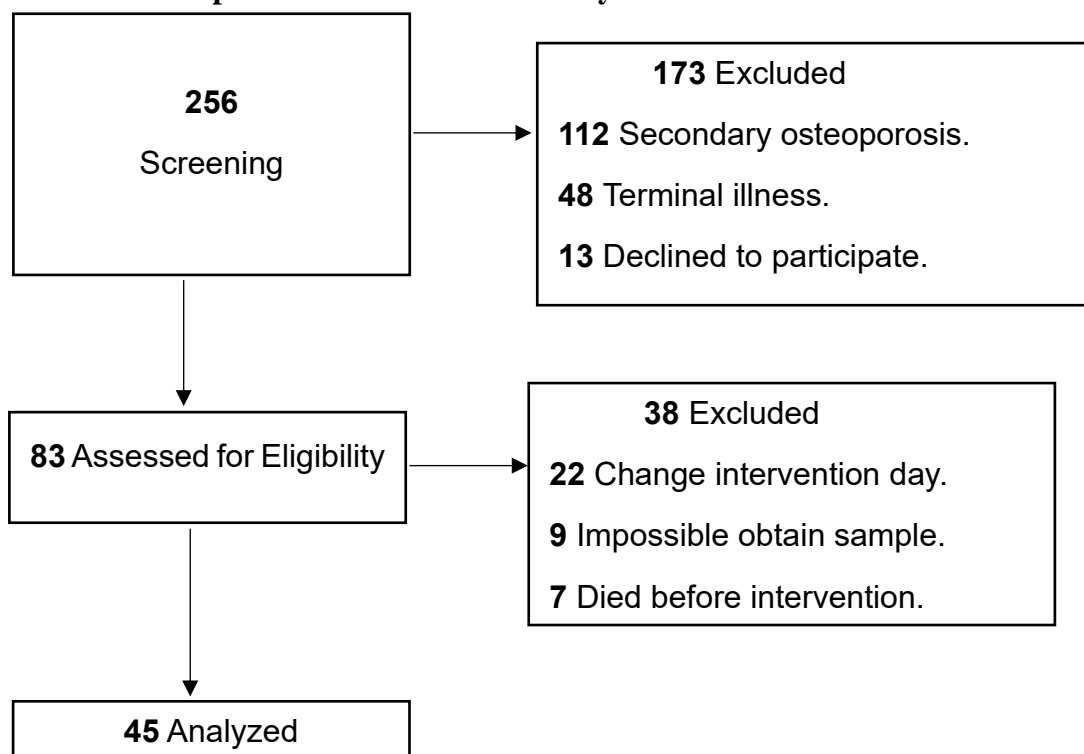 256
Screening
173 Excluded
112 Secondary osteoporosis.
48 Terminal illness.
13 Declined to participate.
83 Assessed for Eligibility
38 Excluded
22 Change intervention day.
9 Impossible obtain sample.
7 Died before intervention.
45 Analyzed